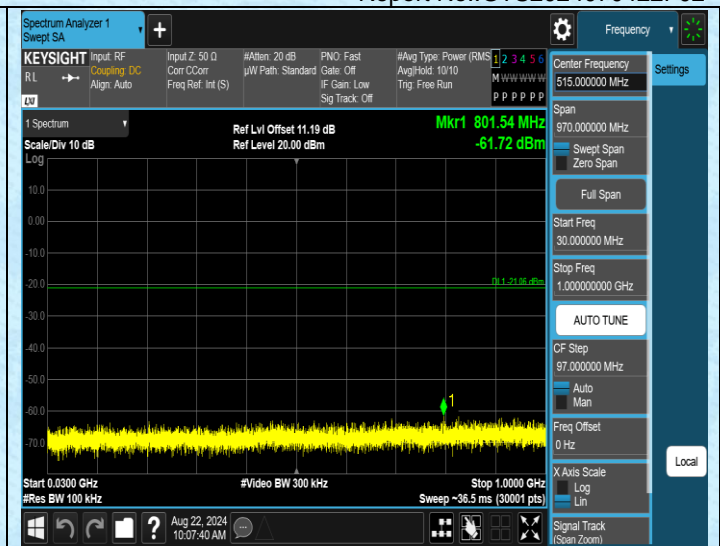 Spectrum Analyzer 1
Swept SA
+
Frequency
KEYSIGHT
RL
LXI
Input: RF
Coupling: DC
Align: Auto
Input Z: 50 Ω
Corr CCorr
Freq Ref: Int (S)
#Atten: 20 dB
µW Path: Standard
PNO: Fast
Gate: Off
IF Gain: Low
Sig Track: Off
#Avg Type: Power (RMS
Avg|Hold: 10/10
Trig: Free Run
1 2 3 4 5 6
M W W W W W
P P P P P P
1 Spectrum
Scale/Div 10 dB
Ref Lvl Offset 11.19 dB
Ref Level 20.00 dBm
Mkr1 801.54 MHz
-61.72 dBm
Log
10.0
0.00
-10.0
-20.0
-30.0
-40.0
-50.0
-60.0
-70.0
DL1 -21.06 dBm
1
Start 0.0300 GHz
#Res BW 100 kHz
#Video BW 300 kHz
Stop 1.0000 GHz
Sweep ~36.5 ms (30001 pts)
?
Aug 22, 2024
10:07:40 AM
Center Frequency
515.000000 MHz
Span
970.000000 MHz
Swept Span
Zero Span
Full Span
Start Freq
30.000000 MHz
Stop Freq
1.000000000 GHz
AUTO TUNE
CF Step
97.000000 MHz
Auto
Man
Freq Offset
0 Hz
X Axis Scale
Log
Lin
Signal Track
(Span Zoom)
Settings
Local